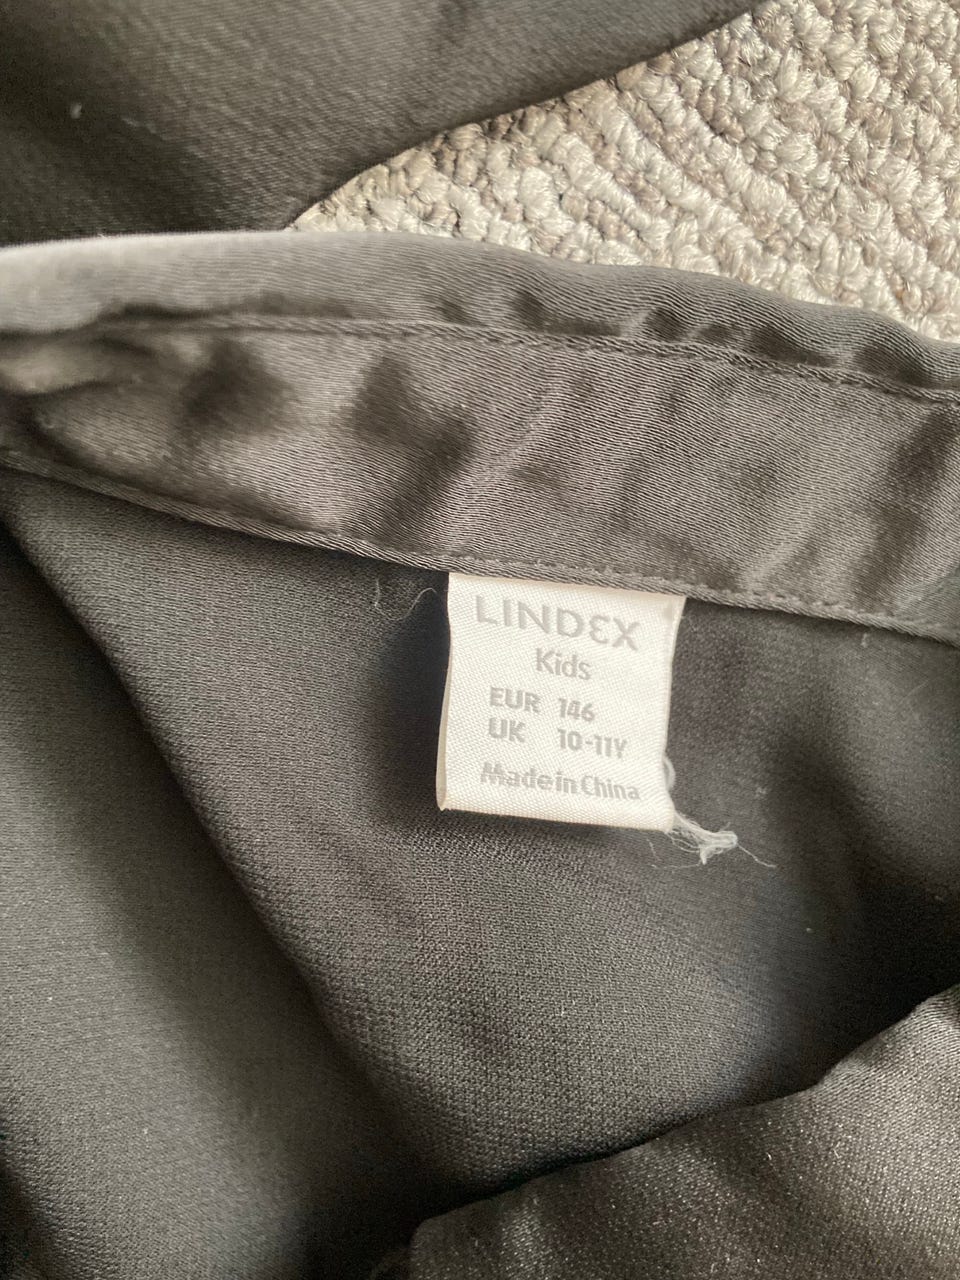 LINDEX
Kids
EUR 146
UK 10-11Y
Made in China